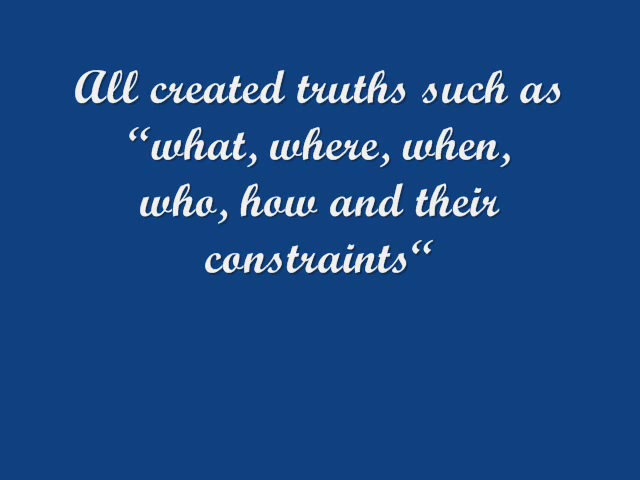 All created truths such as
“what, where, when,
who, how and their
constraints“